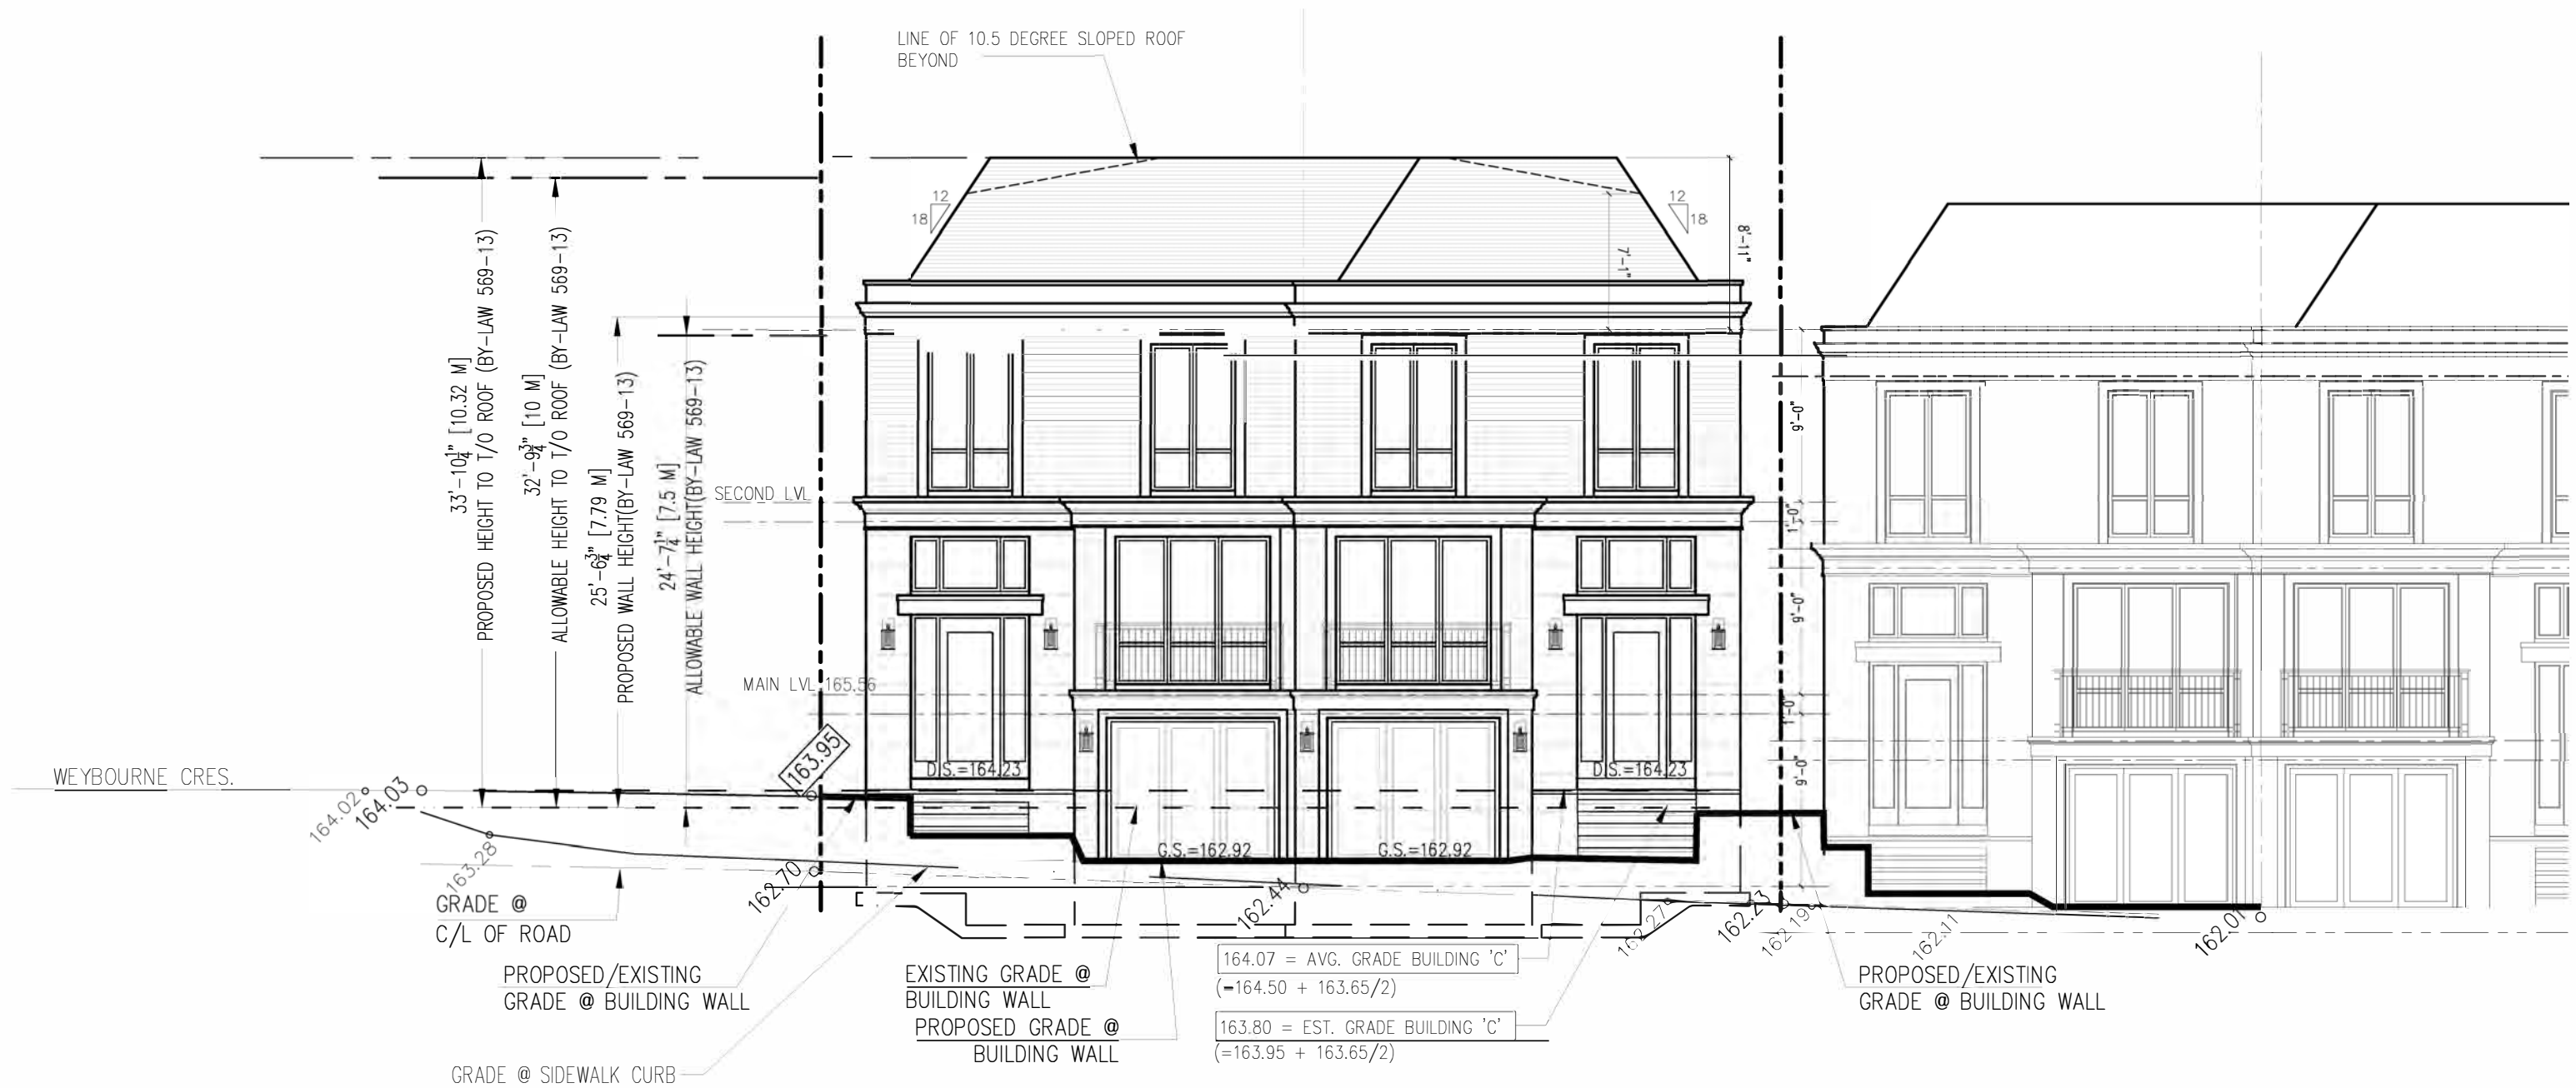 LINE OF 10.5 DEGREE SLOPED ROOF
BEYOND
12
18
12
18
8'-11"
7'-1"
33'-10¼" [10.32 M]
PROPOSED HEIGHT TO T/O ROOF (BY-LAW 569-13)
32'-9¾" [10 M]
ALLOWABLE HEIGHT TO T/O ROOF (BY-LAW 569-13)
25'-6¾" [7.79 M]
PROPOSED WALL HEIGHT(BY-LAW 569-13)
24'-7¼" [7.5 M]
ALLOWABLE WALL HEIGHT(BY-LAW 569-13)
SECOND LVL
MAIN LVL 165.56
9'-0"
1'-0"
9'-0"
1'-0"
9'-0"
163.95
WEYBOURNE CRES.
D.S.=164.23
D.S.=164.23
G.S.=162.92
G.S.=162.92
164.02
164.03
163.28
162.70
162.44
162.27
162.23
162.19
162.11
162.01
GRADE @
C/L OF ROAD
PROPOSED/EXISTING
GRADE @ BUILDING WALL
EXISTING GRADE @
BUILDING WALL
PROPOSED GRADE @
BUILDING WALL
164.07 = AVG. GRADE BUILDING 'C'
(=164.50 + 163.65/2)
163.80 = EST. GRADE BUILDING 'C'
(=163.95 + 163.65/2)
PROPOSED/EXISTING
GRADE @ BUILDING WALL
GRADE @ SIDEWALK CURB